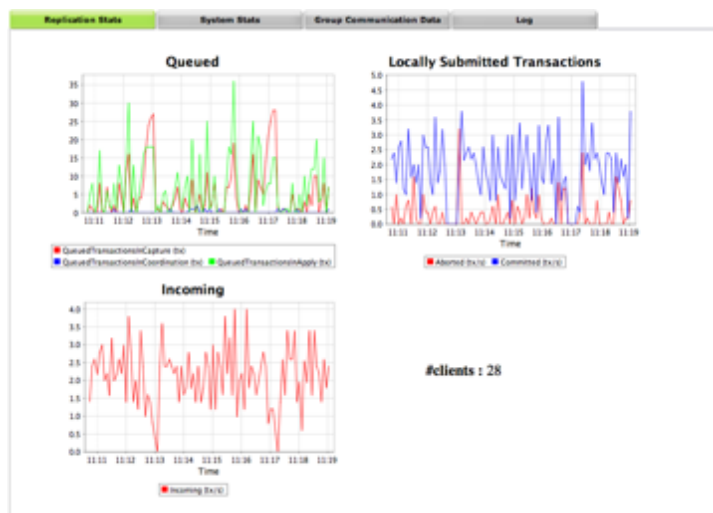 Replication Stats
System Stats
Group Communication Data
Log
Queued
35
30
25
20
15
10
5
0
11:11 11:12 11:13 11:14 11:15 11:16 11:17 11:18 11:19
Time
QueuedTransactionsInCapture (tx)
QueuedTransactionsInCoordination (tx) QueuedTransactionsInApply (tx)
Locally Submitted Transactions
5.0
4.5
4.0
3.5
3.0
2.5
2.0
1.5
1.0
0.5
0.0
11:11 11:12 11:13 11:14 11:15 11:16 11:17 11:18 11:19
Time
Aborted (tx/s) Committed (tx/s)
Incoming
4.0
3.5
3.0
2.5
2.0
1.5
1.0
0.5
0.0
11:11 11:12 11:13 11:14 11:15 11:16 11:17 11:18 11:19
Time
Incoming (tx/s)
#clients : 28